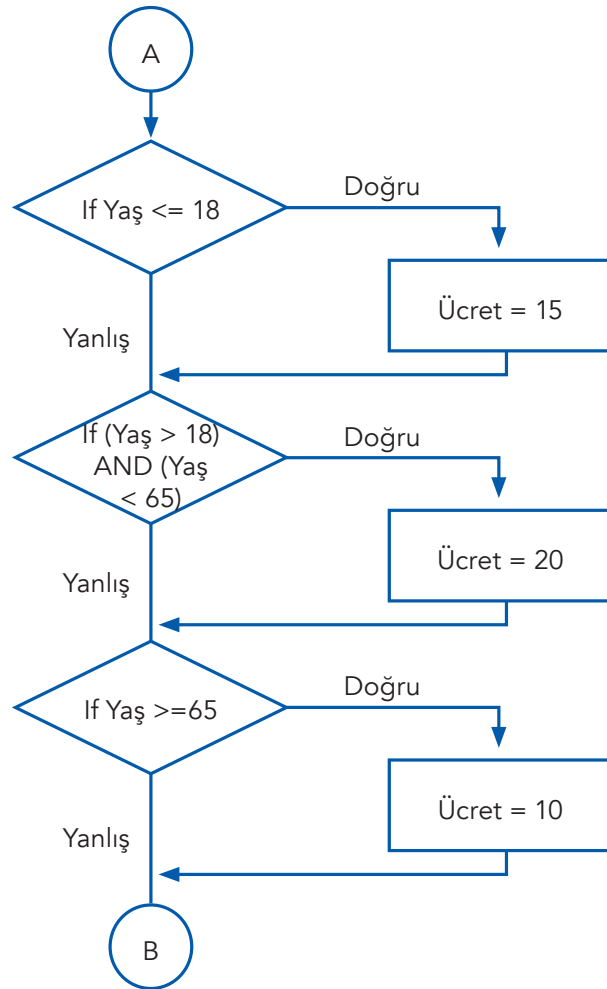 A
If Yaş <= 18
Doğru
Ücret = 15
Yanlış
If (Yaş > 18)
AND (Yaş
< 65)
Doğru
Ücret = 20
Yanlış
If Yaş >=65
Doğru
Ücret = 10
Yanlış
B